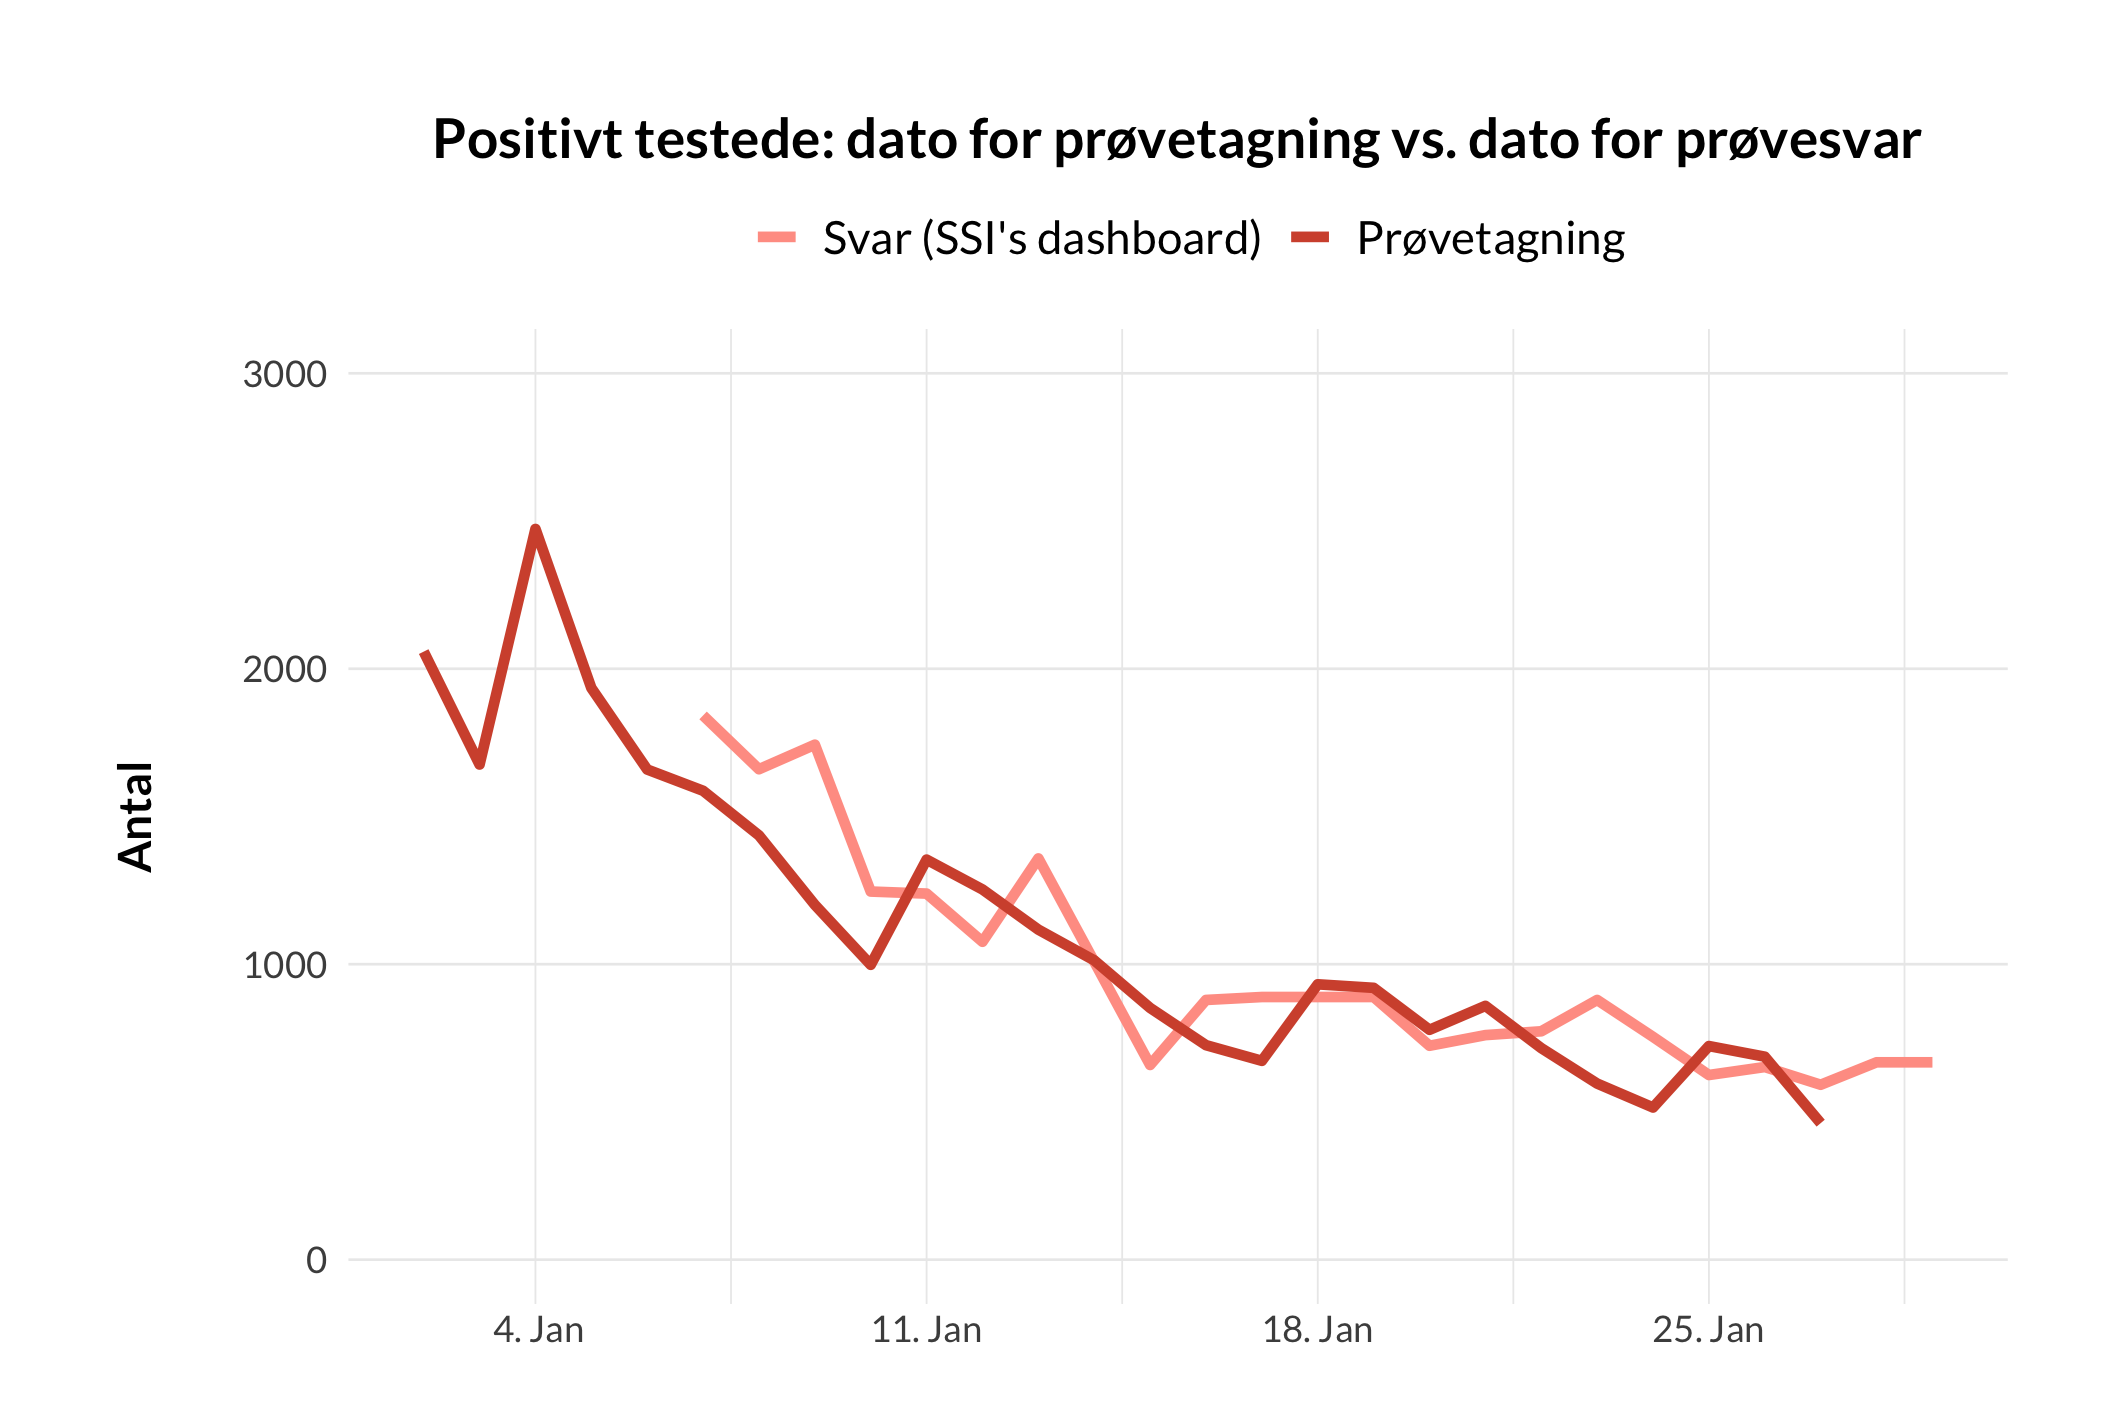 Positivt testede: dato for prøvetagning vs. dato for prøvesvar
Svar (SSI's dashboard) Prøvetagning
3000
2000
1000
0
Antal
4. Jan 11. Jan 18. Jan 25. Jan